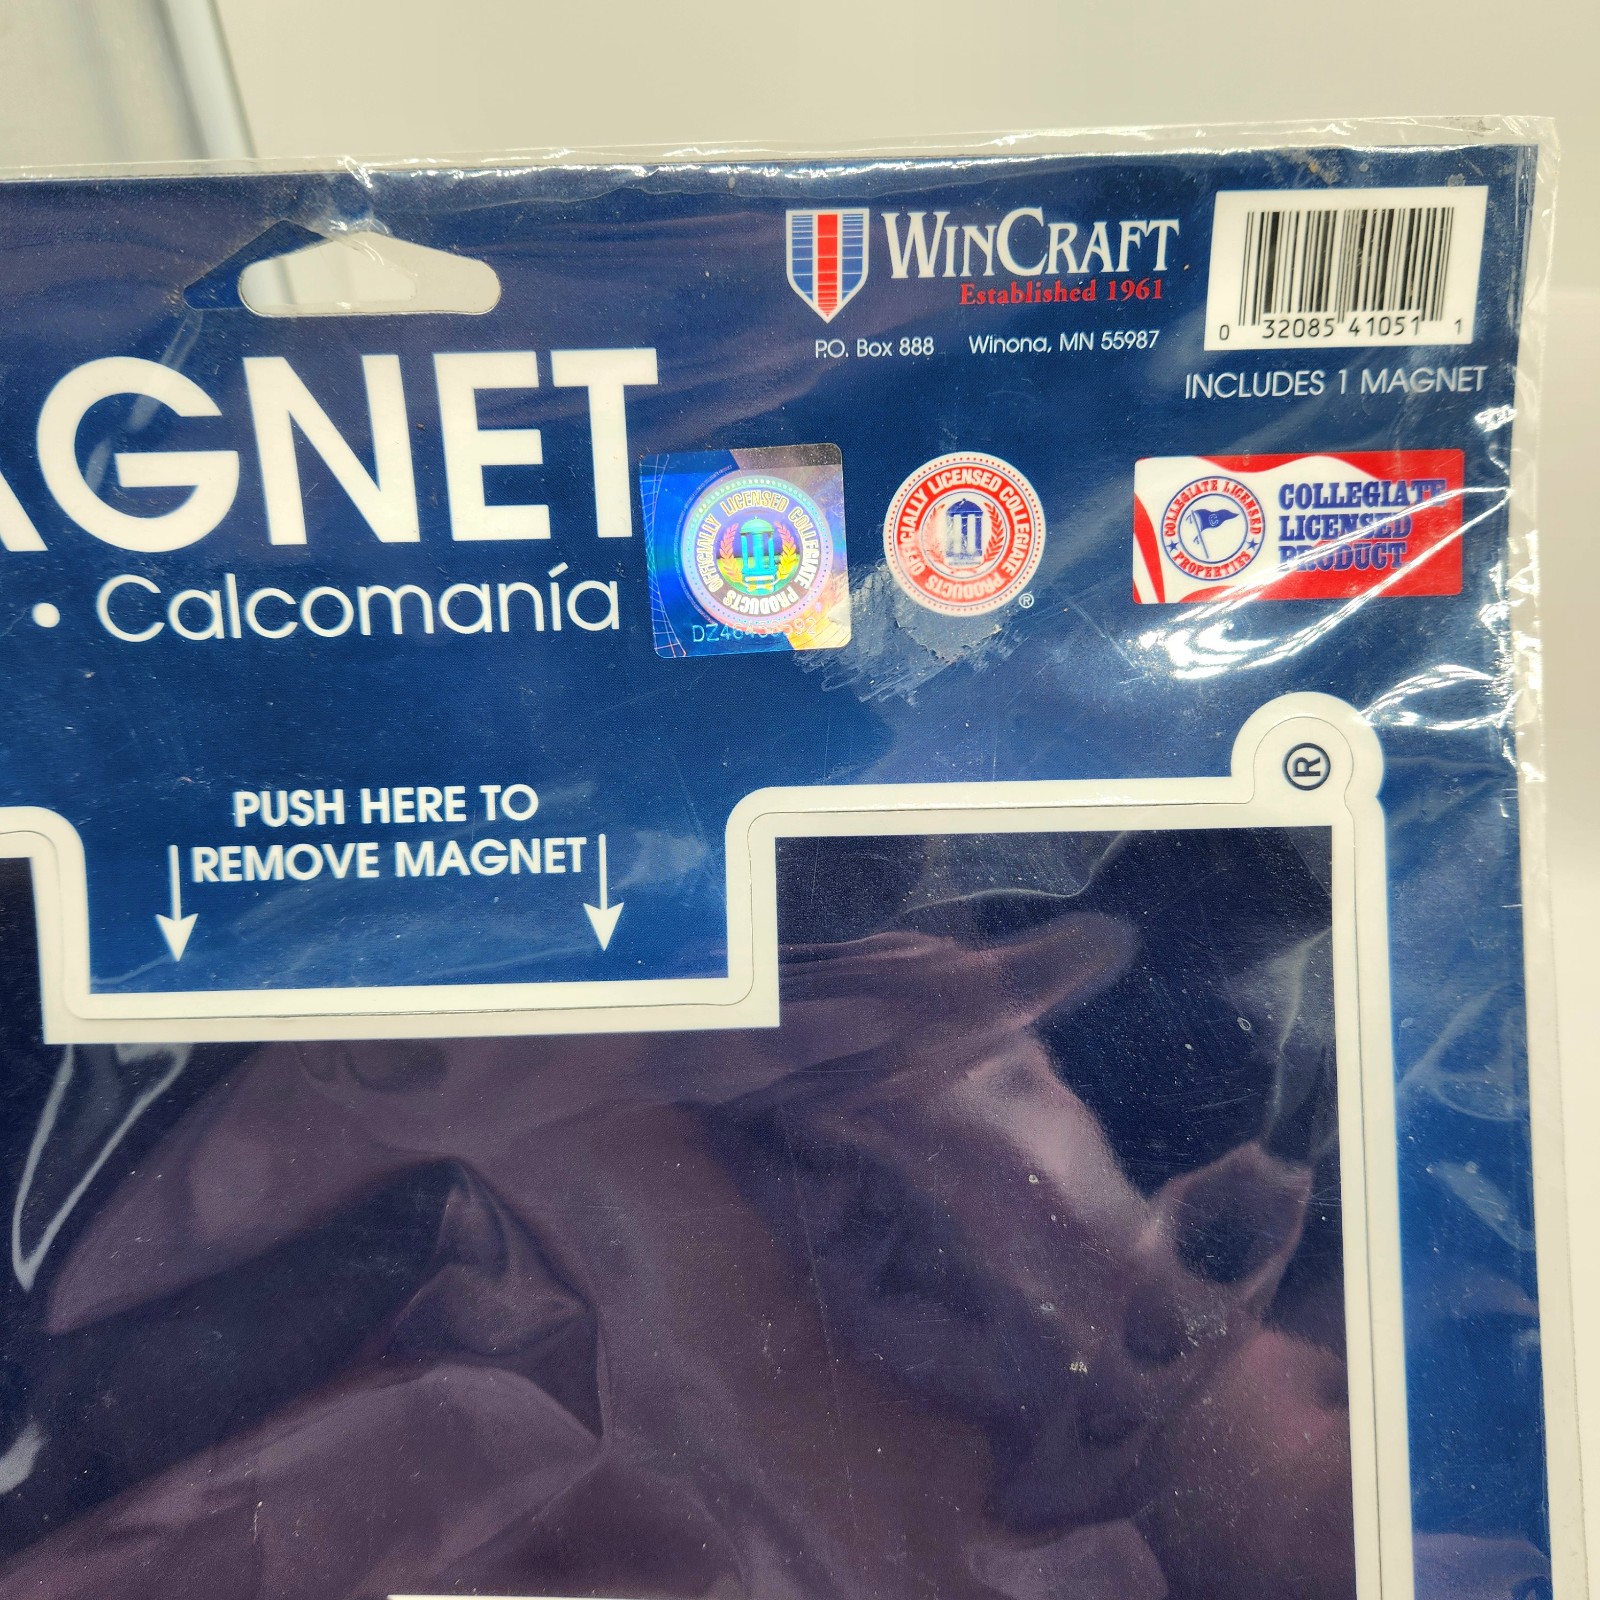 WINCRAFT
Established 1961
P.O. Box 888 Winona, MN 55987
0 32085 41051 1
INCLUDES 1 MAGNET
AGNET
• Calcomanía
OFFICIALLY LICENSED COLLEGIATE PRODUCTS
OFFICIALLY LICENSED COLLEGIATE PRODUCTS
®
COLLEGIATE LICENSED
PROPERTIES
COLLEGIATE
LICENSED
PRODUCT
PUSH HERE TO
REMOVE MAGNET
®